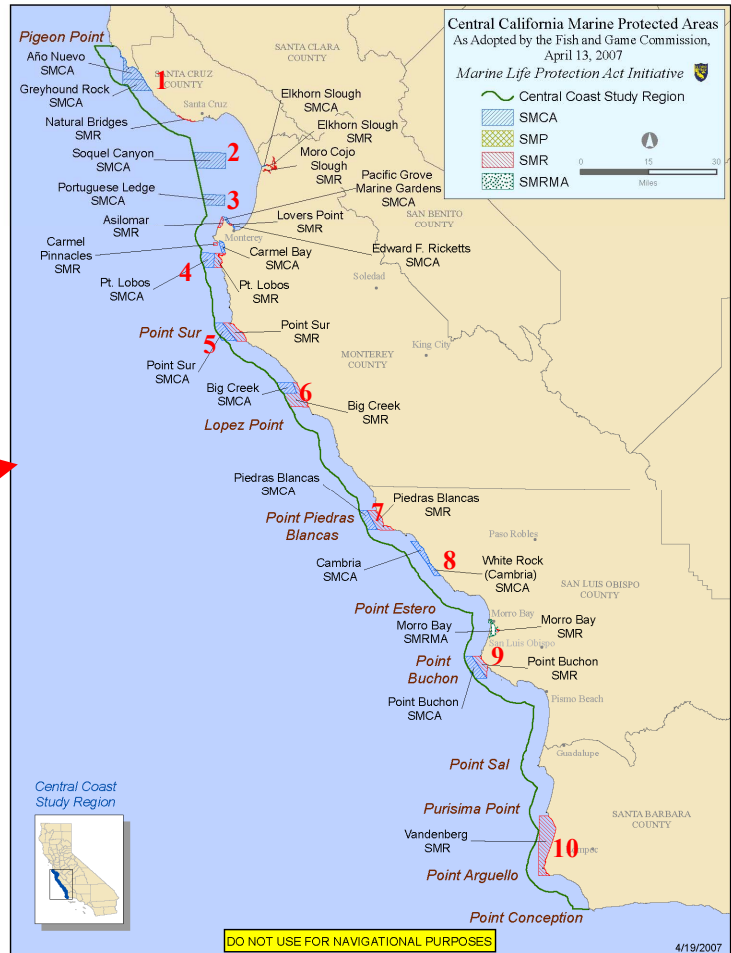 Central California Marine Protected Areas
As Adopted by the Fish and Game Commission,
April 13, 2007
Marine Life Protection Act Initiative
Central Coast Study Region
SMCA
SMP
SMR
SMRMA
0 15 30
Miles
Pigeon Point
SANTA CLARA
COUNTY
Año Nuevo
SMCA
SANTA CRUZ
COUNTY
1
Greyhound Rock
SMCA
Santa Cruz
Elkhorn Slough
SMCA
Natural Bridges
SMR
Elkhorn Slough
SMR
Soquel Canyon
SMCA
2
Moro Cojo
Slough
SMR
Pacific Grove
Marine Gardens
SMCA
Portuguese Ledge
SMCA
3
Asilomar
SMR
Lovers Point
SMR
SAN BENITO
COUNTY
Monterey
Carmel
Pinnacles
SMR
Carmel Bay
SMCA
Edward F. Ricketts
SMCA
4
Pt. Lobos
SMCA
Pt. Lobos
SMR
Soledad
Point Sur
Point Sur
SMR
5
King City
Point Sur
SMCA
MONTEREY
COUNTY
Big Creek
SMCA
6
Big Creek
SMR
Lopez Point
Piedras Blancas
SMCA
Piedras Blancas
SMR
7
Point Piedras
Blancas
Paso Robles
Cambria
SMCA
8
White Rock
(Cambria)
SMCA
SAN LUIS OBISPO
COUNTY
Point Estero
Morro Bay
Morro Bay
SMRMA
Morro Bay
SMR
San Luis Obispo
Point
Buchon
9
Point Buchon
SMR
Point Buchon
SMCA
Pismo Beach
Guadalupe
Point Sal
Central Coast
Study Region
Purisima Point
SANTA BARBARA
COUNTY
Vandenberg
SMR
10
Point Arguello
Point Conception
DO NOT USE FOR NAVIGATIONAL PURPOSES
4/19/2007